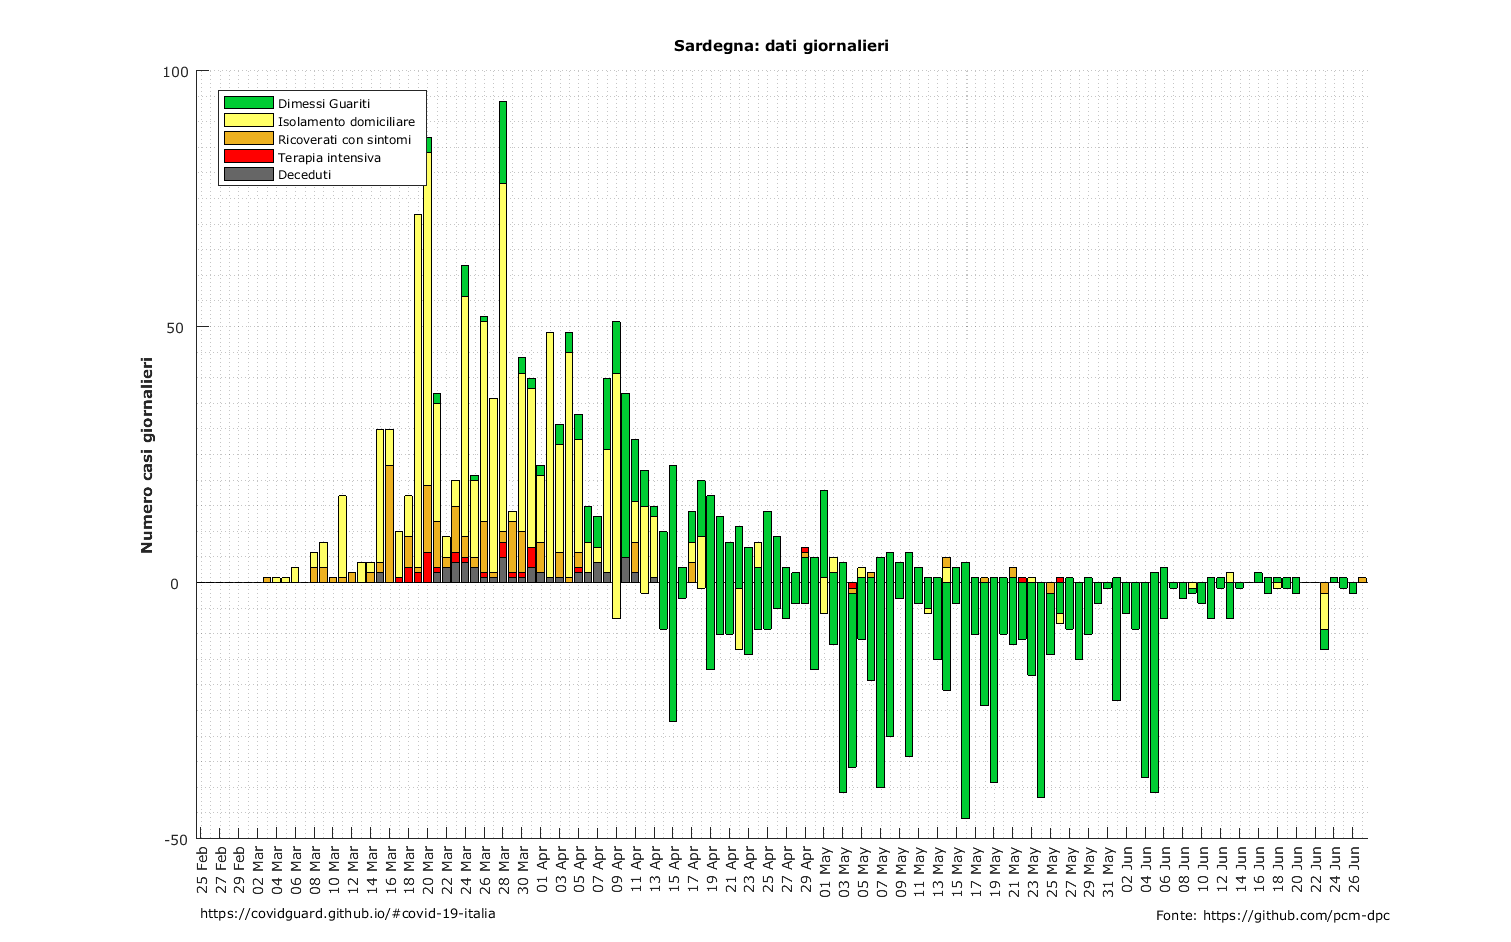 Sardegna: dati giornalieri
100
50
0
-50
Numero casi giornalieri
Dimessi Guariti
Isolamento domiciliare
Ricoverati con sintomi
Terapia intensiva
Deceduti
25 Feb
27 Feb
29 Feb
02 Mar
04 Mar
06 Mar
08 Mar
10 Mar
12 Mar
14 Mar
16 Mar
18 Mar
20 Mar
22 Mar
24 Mar
26 Mar
28 Mar
30 Mar
01 Apr
03 Apr
05 Apr
07 Apr
09 Apr
11 Apr
13 Apr
15 Apr
17 Apr
19 Apr
21 Apr
23 Apr
25 Apr
27 Apr
29 Apr
01 May
03 May
05 May
07 May
09 May
11 May
13 May
15 May
17 May
19 May
21 May
23 May
25 May
27 May
29 May
31 May
02 Jun
04 Jun
06 Jun
08 Jun
10 Jun
12 Jun
14 Jun
16 Jun
18 Jun
20 Jun
22 Jun
24 Jun
26 Jun
https://covidguard.github.io/#covid-19-italia
Fonte: https://github.com/pcm-dpc